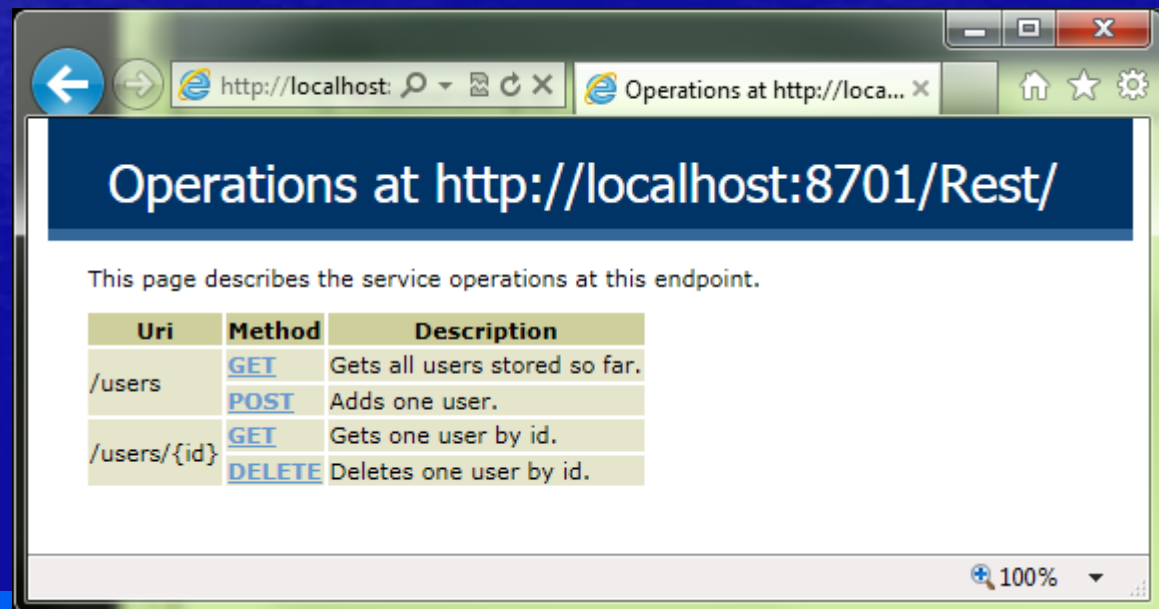 http://localhost:
Operations at http://loca...
Operations at http://localhost:8701/Rest/
This page describes the service operations at this endpoint.
Uri Method Description
/users GET Gets all users stored so far.
POST Adds one user.
/users/{id} GET Gets one user by id.
DELETE Deletes one user by id.
100%